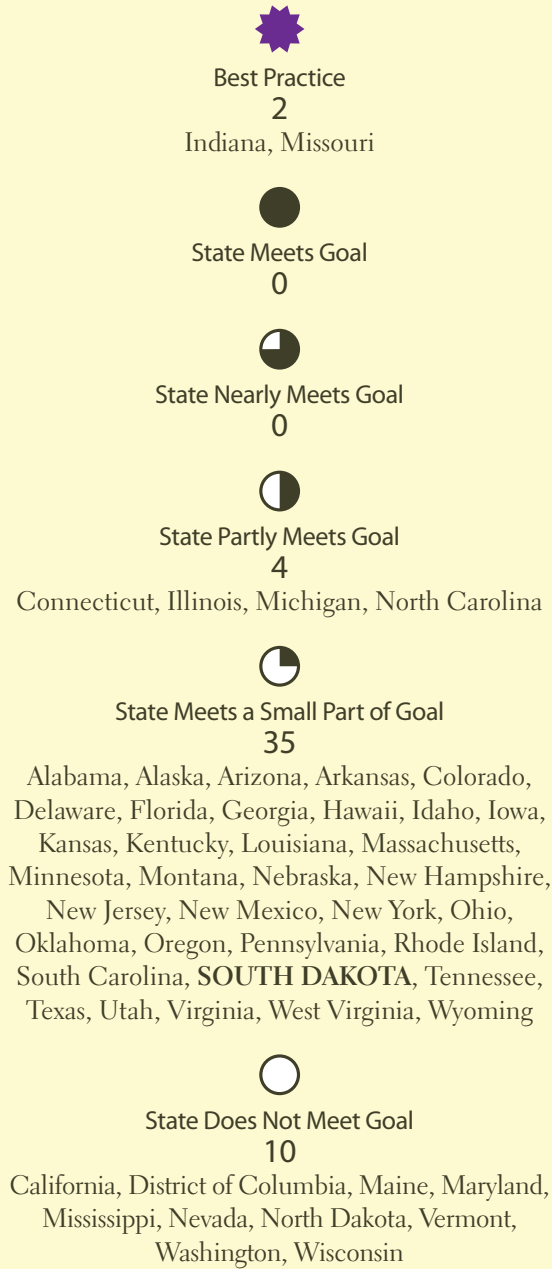 Best Practice
2
Indiana, Missouri
State Meets Goal
0
State Nearly Meets Goal
0
State Partly Meets Goal
4
Connecticut, Illinois, Michigan, North Carolina
State Meets a Small Part of Goal
35
Alabama, Alaska, Arizona, Arkansas, Colorado,
Delaware, Florida, Georgia, Hawaii, Idaho, Iowa,
Kansas, Kentucky, Louisiana, Massachusetts,
Minnesota, Montana, Nebraska, New Hampshire,
New Jersey, New Mexico, New York, Ohio,
Oklahoma, Oregon, Pennsylvania, Rhode Island,
South Carolina, SOUTH DAKOTA, Tennessee,
Texas, Utah, Virginia, West Virginia, Wyoming
State Does Not Meet Goal
10
California, District of Columbia, Maine, Maryland,
Mississippi, Nevada, North Dakota, Vermont,
Washington, Wisconsin